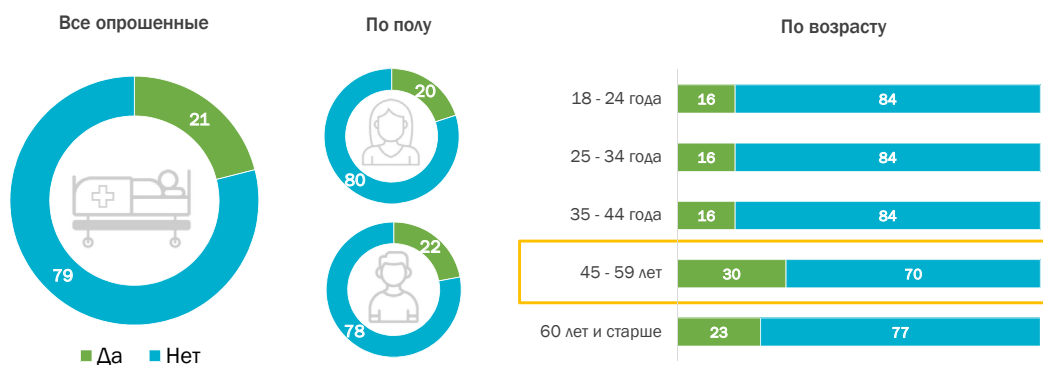 Все опрошенные
21
79
Да
Нет
По полу
20
80
22
78
По возрасту
18 - 24 года
16
84
25 - 34 года
16
84
35 - 44 года
16
84
45 - 59 лет
30
70
60 лет и старше
23
77